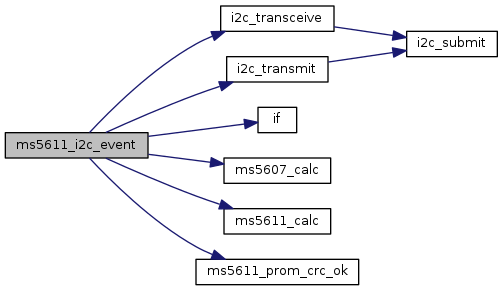 ms5611_i2c_event
i2c_transceive
i2c_submit
i2c_transmit
if
ms5607_calc
ms5611_calc
ms5611_prom_crc_ok